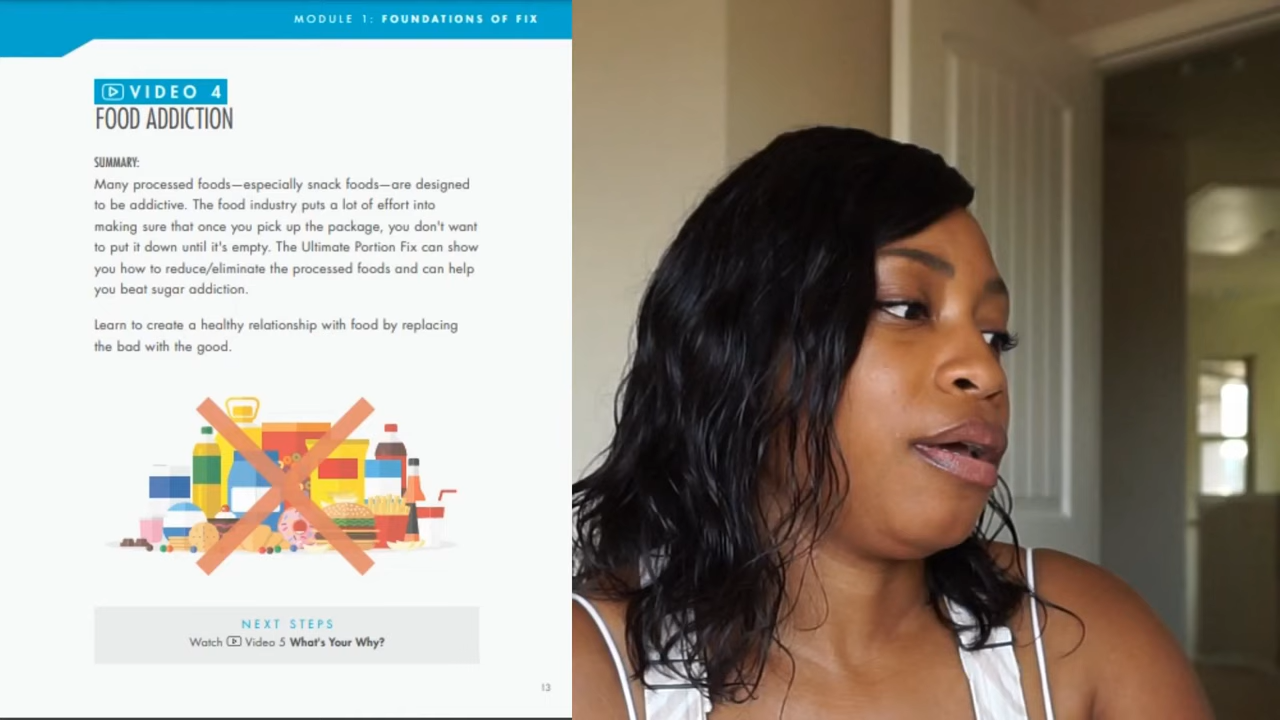 MODULE 1: FOUNDATIONS OF FIX
VIDEO 4
FOOD ADDICTION
SUMMARY:
Many processed foods—especially snack foods—are designed
to be addictive. The food industry puts a lot of effort into
making sure that once you pick up the package, you don't want
to put it down until it's empty. The Ultimate Portion Fix can show
you how to reduce/eliminate the processed foods and can help
you beat sugar addiction.
Learn to create a healthy relationship with food by replacing
the bad with the good.
NEXT STEPS
Watch Video 5 What's Your Why?
13